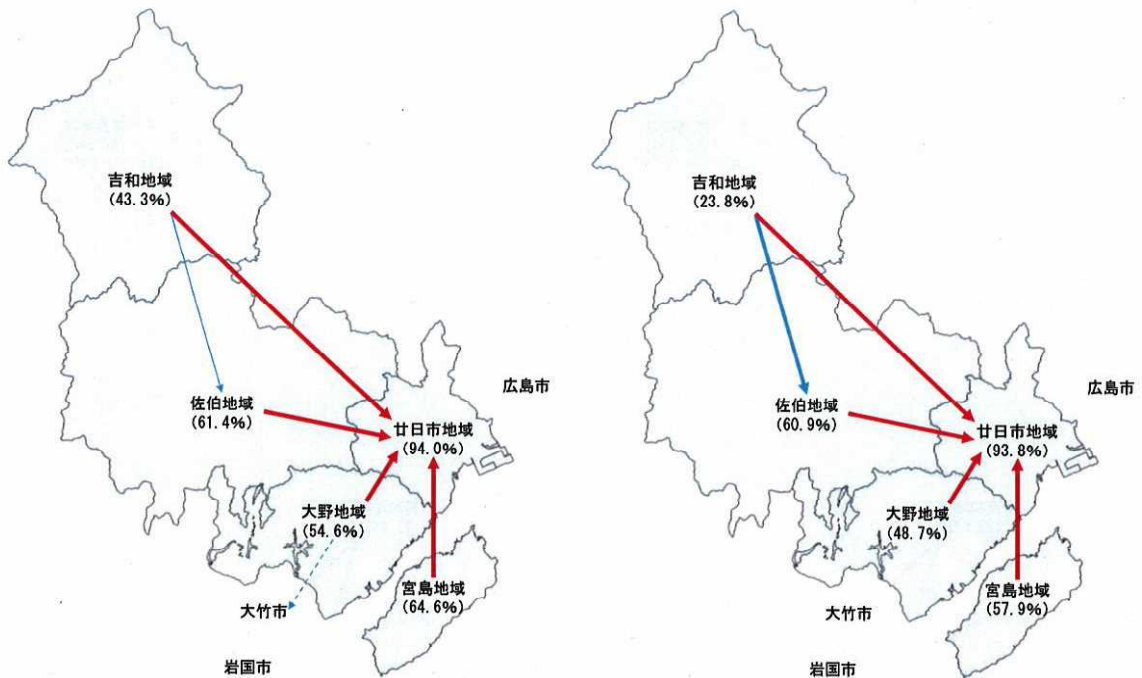 吉和地域
(43.3%)
佐伯地域
(61.4%)
廿日市地域
(94.0%)
広島市
大野地域
(54.6%)
宮島地域
(64.6%)
大竹市
岩国市
吉和地域
(23.8%)
佐伯地域
(60.9%)
廿日市地域
(93.8%)
広島市
大野地域
(48.7%)
宮島地域
(57.9%)
大竹市
岩国市